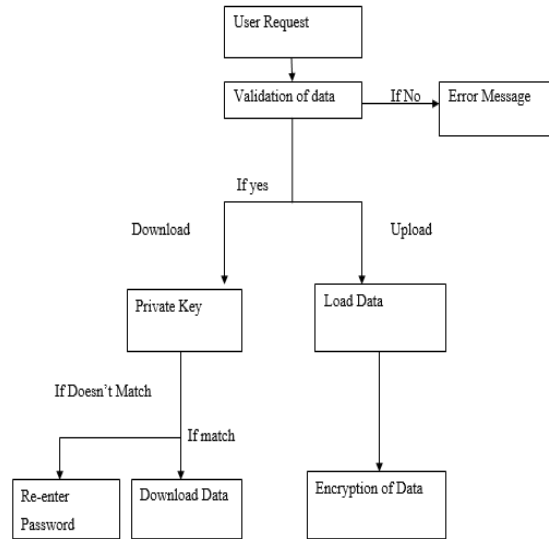 User Request
Validation of data
If No
Error Message
If yes
Download
Upload
Private Key
Load Data
If Doesn’t Match
If match
Re-enter
Password
Download Data
Encryption of Data